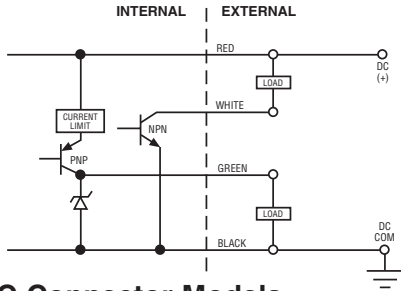 INTERNAL
EXTERNAL
RED
DC
(+)
LOAD
WHITE
CURRENT
LIMIT
NPN
PNP
GREEN
LOAD
DC
COM
BLACK